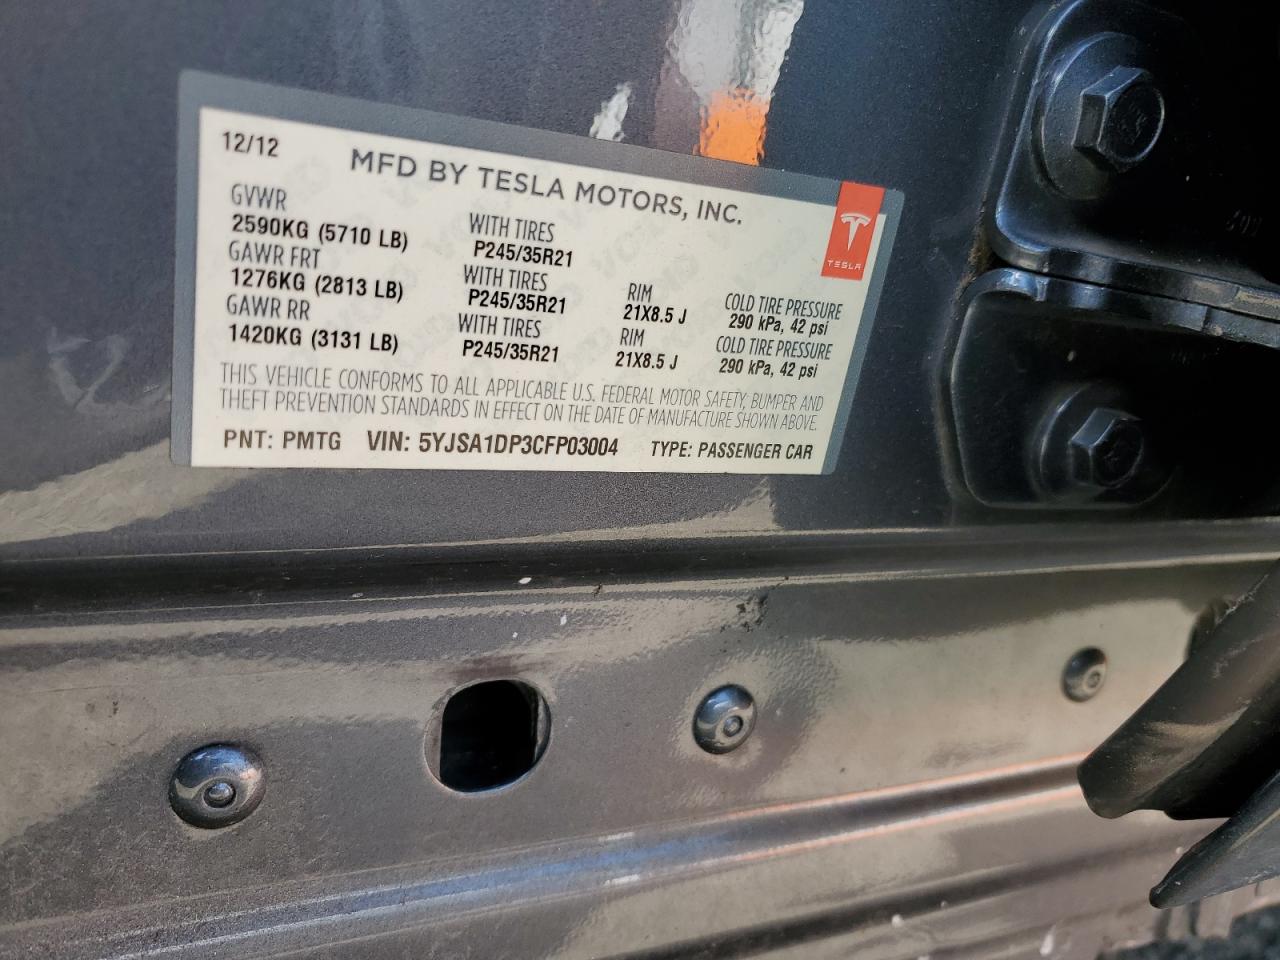 12/12
MFD BY TESLA MOTORS, INC.
GVWR
2590KG (5710 LB)
WITH TIRES
P245/35R21
GAWR FRT
1276KG (2813 LB)
WITH TIRES
P245/35R21
RIM
21X8.5 J
COLD TIRE PRESSURE
290 kPa, 42 psi
GAWR RR
1420KG (3131 LB)
WITH TIRES
P245/35R21
RIM
21X8.5 J
COLD TIRE PRESSURE
290 kPa, 42 psi
TESLA
THIS VEHICLE CONFORMS TO ALL APPLICABLE U.S. FEDERAL MOTOR SAFETY, BUMPER AND
THEFT PREVENTION STANDARDS IN EFFECT ON THE DATE OF MANUFACTURE SHOWN ABOVE.
PNT: PMTG VIN: 5YJSA1DP3CFP03004 TYPE: PASSENGER CAR